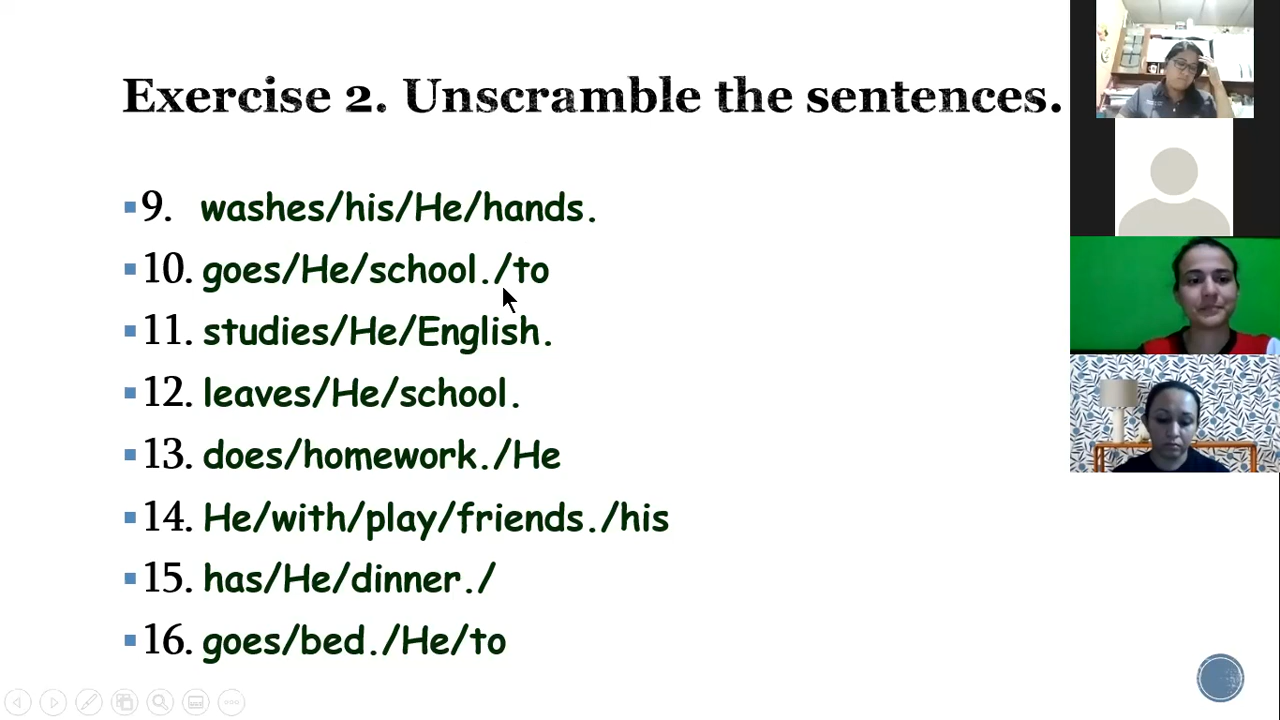 Exercise 2. Unscramble the sentences.
9. washes/his/He/hands.
10. goes/He/school./to
11. studies/He/English.
12. leaves/He/school.
13. does/homework./He
14. He/with/play/friends./his
15. has/He/dinner./
16. goes/bed./He/to